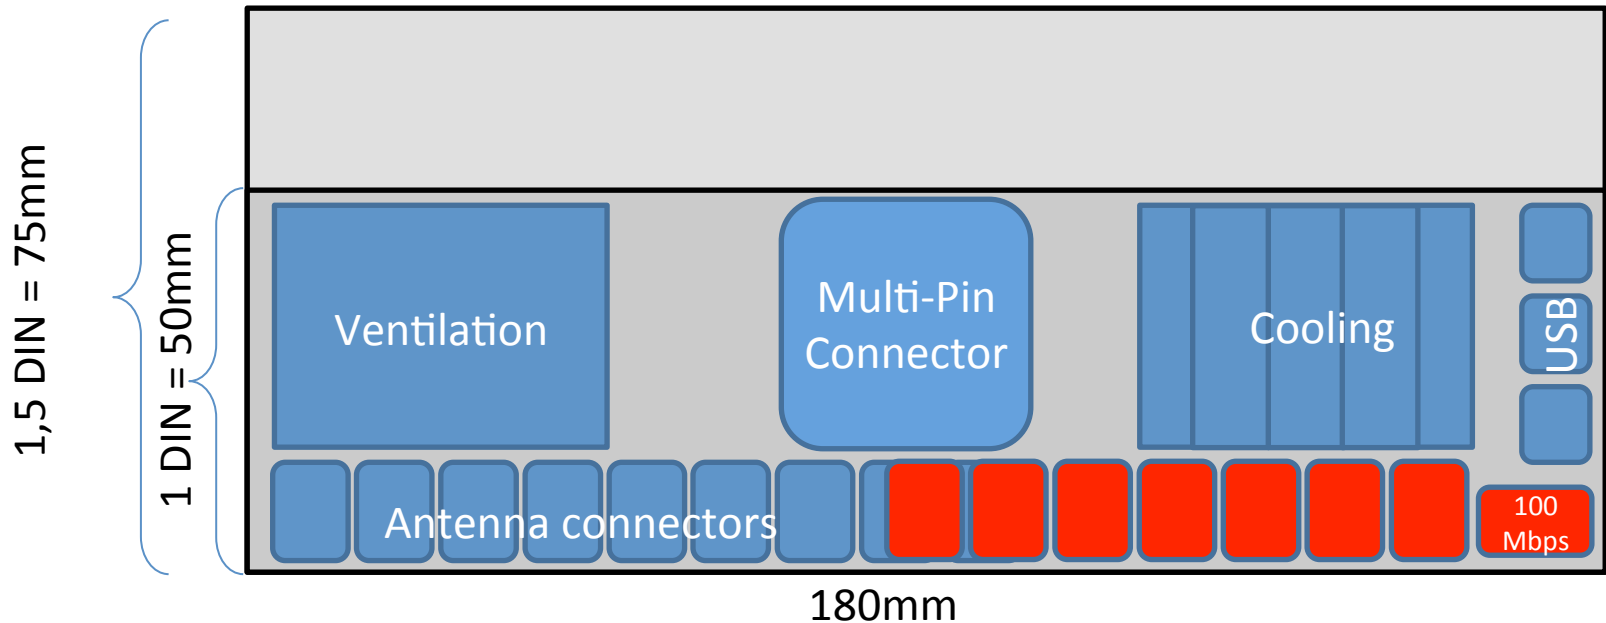 1,5 DIN = 75mm
1 DIN = 50mm
Ventilation
Multi-Pin
Connector
Cooling
USB
Antenna connectors
100
Mbps
180mm